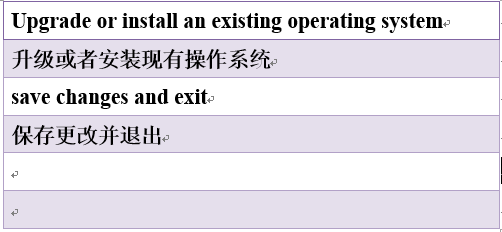 Upgrade or install an existing operating system
升级或者安装现有操作系统
save changes and exit
保存更改并退出